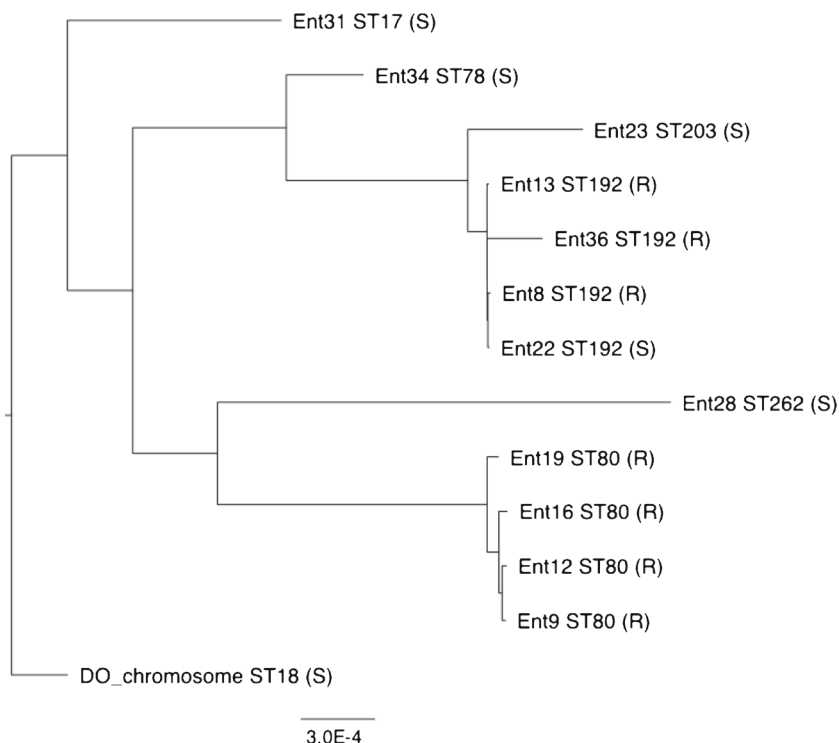 Ent31 ST17 (S)
Ent34 ST78 (S)
Ent23 ST203 (S)
Ent13 ST192 (R)
Ent36 ST192 (R)
Ent8 ST192 (R)
Ent22 ST192 (S)
Ent28 ST262 (S)
Ent19 ST80 (R)
Ent16 ST80 (R)
Ent12 ST80 (R)
Ent9 ST80 (R)
DO_chromosome ST18 (S)
3.0E-4